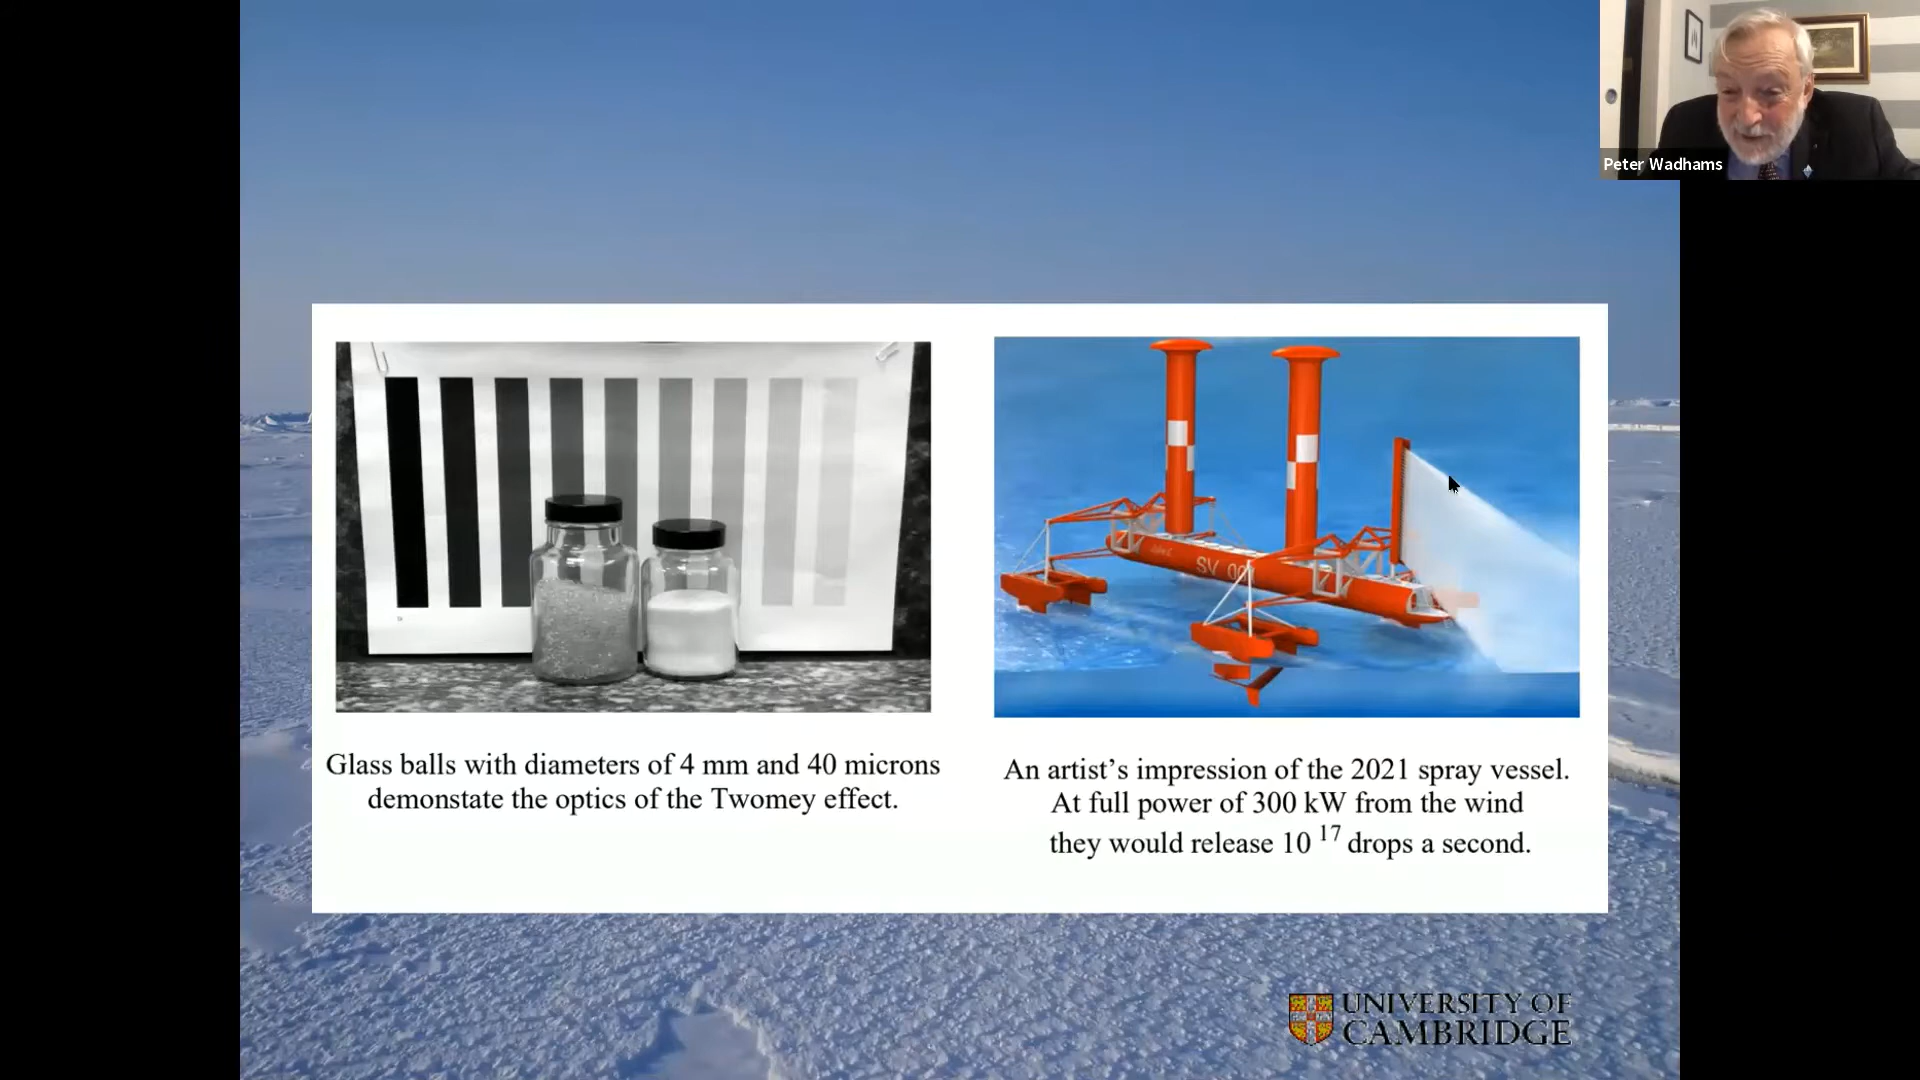 Peter Wadhams
SV 00
Glass balls with diameters of 4 mm and 40 microns
demonstate the optics of the Twomey effect.
An artist’s impression of the 2021 spray vessel.
At full power of 300 kW from the wind
they would release 10 17 drops a second.
UNIVERSITY OF
CAMBRIDGE